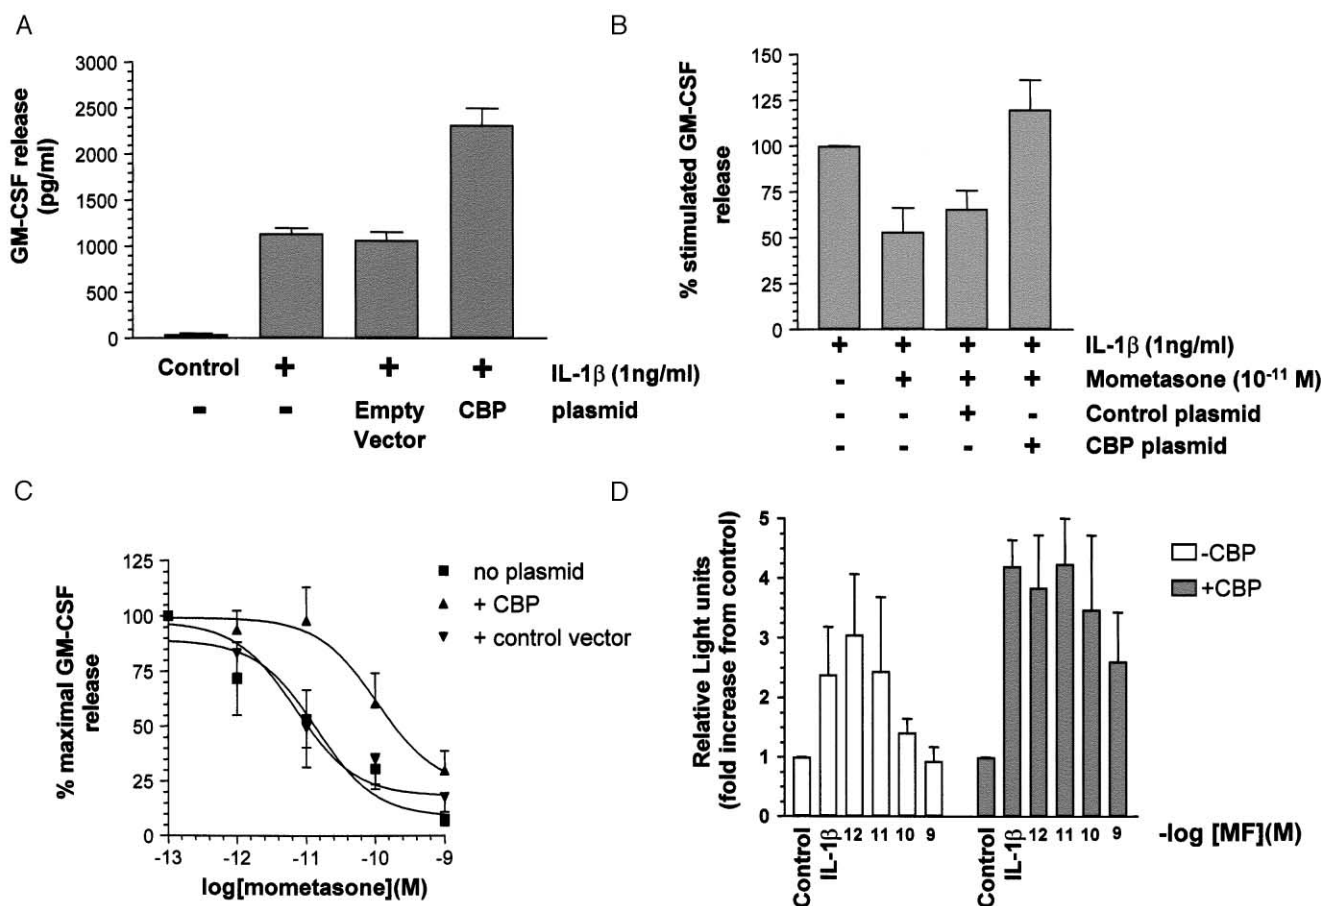 A
GM-CSF release
(pg/ml)
3000
2500
2000
1500
1000
500
0
Control + + + IL-1β (1ng/ml)
- - Empty Vector CBP plasmid
B
% stimulated GM-CSF
release
150
125
100
75
50
25
0
+ + + + IL-1β (1ng/ml)
- + + + Mometasone (10-11 M)
- - + - Control plasmid
- - - + CBP plasmid
C
% maximal GM-CSF
release
125
100
75
50
25
0
-13 -12 -11 -10 -9
log[mometasone](M)
no plasmid
+ CBP
+ control vector
D
Relative Light units
(fold increase from control)
5
4
3
2
1
0
Control IL-1β 12 11 10 9 Control IL-1β 12 11 10 9 -log [MF](M)
-CBP
+CBP